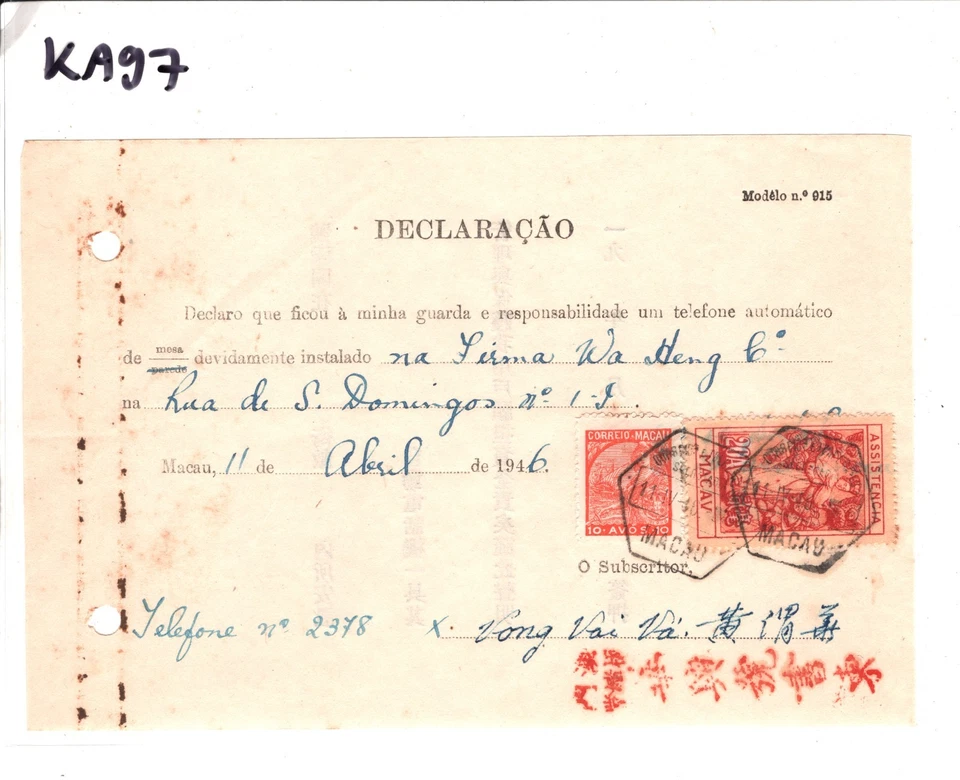 KA97
Modêlo n.º 915
DECLARAÇÃO
Declaro que ficou à minha guarda e responsabilidade um telefone automático
de mesa/parede devidamente instalado na Firma Wa Heng Cº
na Rua de S. Domingos nº 1-J.
Macau, 11 de Abril de 1946.
CORREIO•MACAU
10•AVOS•10
ASSISTENCIA
MACAU
MACAU
MACAU
O Subscritor,
Telefone nº 2378 X. Vong Vai Vá. 黄渭華